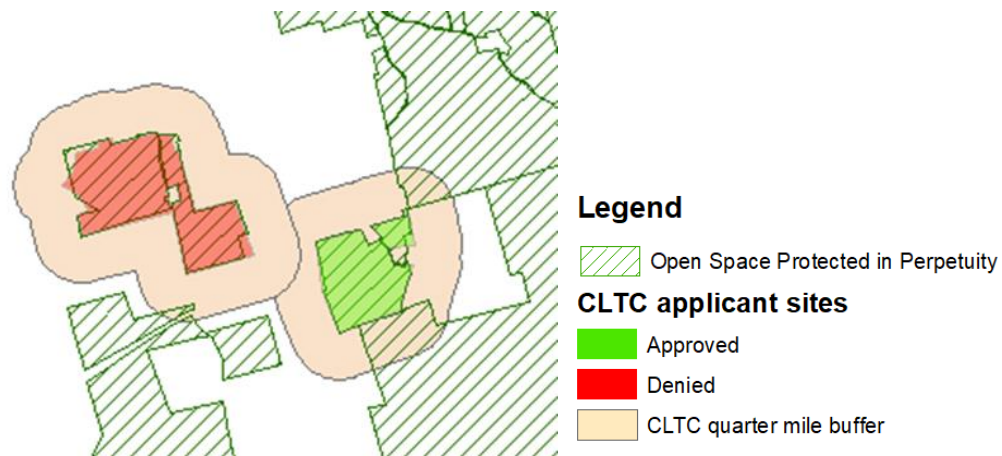 Legend
Open Space Protected in Perpetuity
CLTC applicant sites
Approved
Denied
CLTC quarter mile buffer